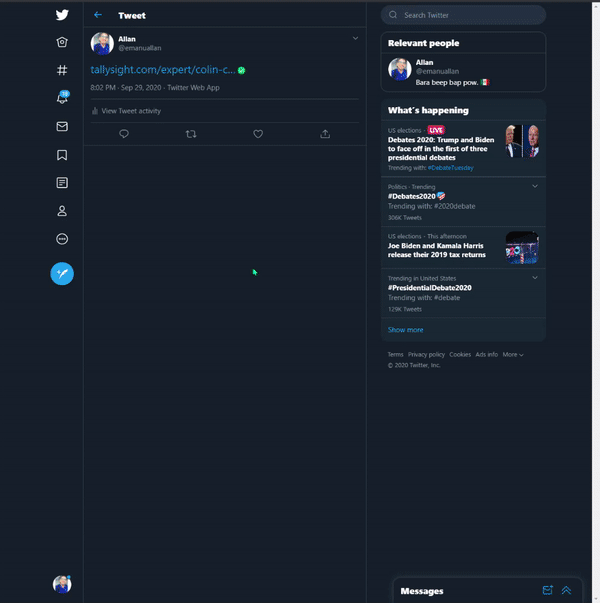 Tweet
Allan
@emanuallan
tallysight.com/expert/colin-c...
8:02 PM · Sep 29, 2020 · Twitter Web App
View Tweet activity
Search Twitter
Relevant people
Allan
@emanuallan
Bara beep bap pow.
What's happening
US elections · LIVE
Debates 2020: Trump and Biden
to face off in the first of three
presidential debates
Trending with: #DebateTuesday
Politics · Trending
#Debates2020
Trending with: #2020debate
306K Tweets
US elections · This afternoon
Joe Biden and Kamala Harris
release their 2019 tax returns
Trending in United States
#PresidentialDebate2020
Trending with: #debate
129K Tweets
Show more
Terms Privacy policy Cookies Ads info More
© 2020 Twitter, Inc.
Messages